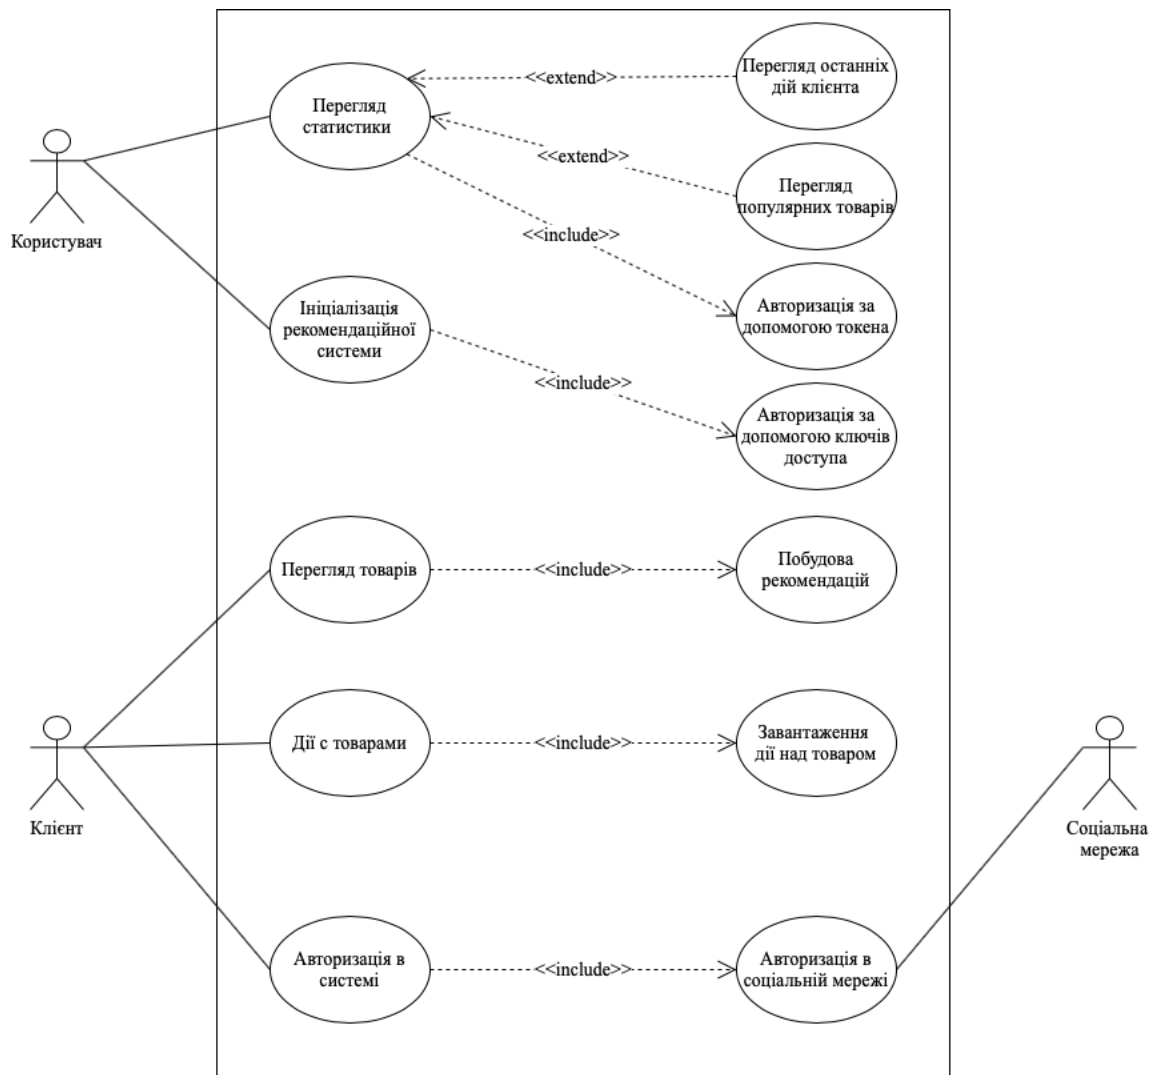 Перегляд останніх
дій клієнта
<<extend>>
Перегляд
статистики
<<extend>>
Перегляд
популярних товарів
Користувач
<<include>>
Авторизація за
допомогою токена
Ініціалізація
рекомендаційної
системи
<<include>>
Авторизація за
допомогою ключів
доступа
Перегляд товарів
<<include>>
Побудова
рекомендацій
Дії с товарами
<<include>>
Завантаження
дії над товаром
Клієнт
Соціальна
мережа
Авторизація в
системі
<<include>>
Авторизація в
соціальній мережі